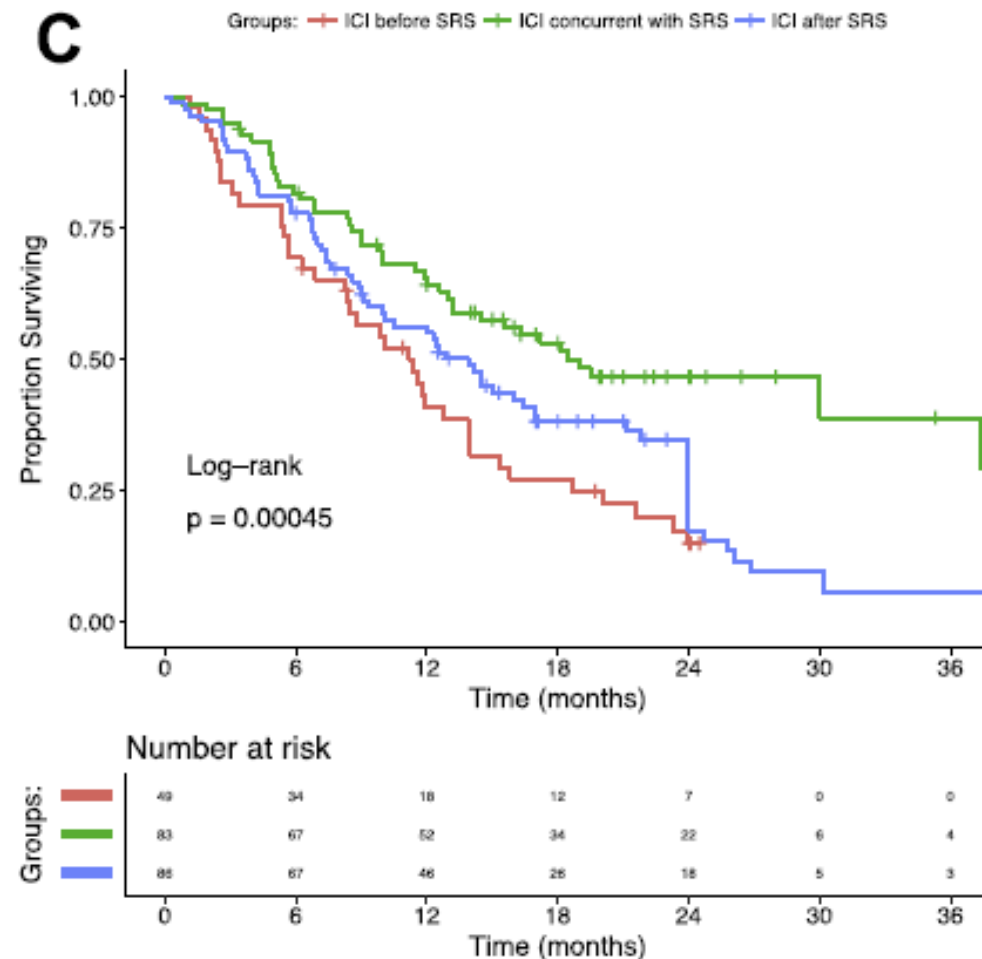 C
Groups: ICI before SRS ICI concurrent with SRS ICI after SRS
Proportion Surviving
1.00
0.75
0.50
0.25
0.00
Log–rank
p = 0.00045
0 6 12 18 24 30 36
Time (months)
Number at risk
Groups:
49 34 18 12 7 0 0
83 67 52 34 22 6 4
67 46 5 3
0 6 12 18 24 30 36
Time (months)